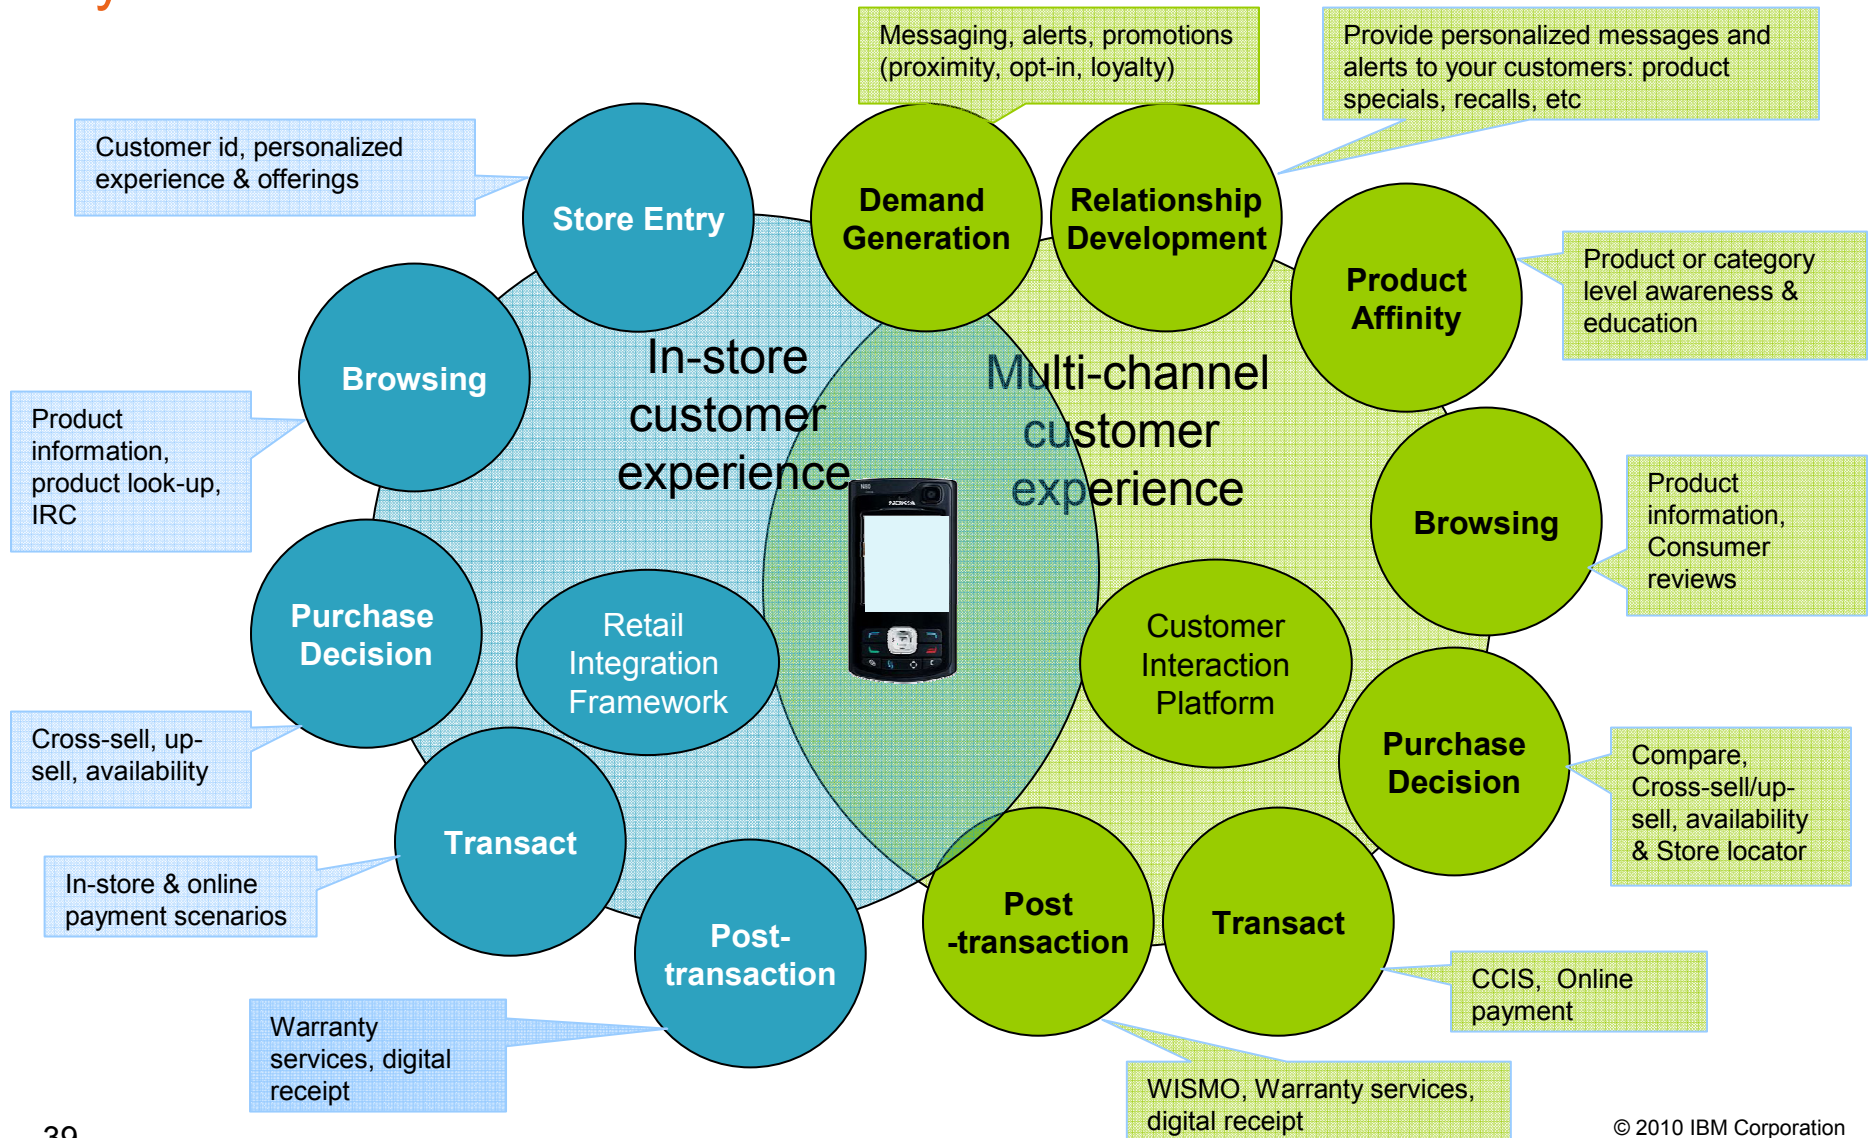 Messaging, alerts, promotions
(proximity, opt-in, loyalty)
Provide personalized messages and
alerts to your customers: product
specials, recalls, etc
Customer id, personalized
experience & offerings
Store Entry
Demand
Generation
Relationship
Development
Product
Affinity
Product or category
level awareness &
education
Browsing
In-store
customer
experience
Multi-channel
customer
experience
Product
information,
product look-up,
IRC
NOKIA
Browsing
Product
information,
Consumer
reviews
Purchase
Decision
Retail
Integration
Framework
Customer
Interaction
Platform
Cross-sell, up-
sell, availability
Purchase
Decision
Compare,
Cross-sell/up-
sell, availability
& Store locator
Transact
In-store & online
payment scenarios
Post-
transaction
Post
-transaction
Transact
CCIS,  Online
payment
Warranty
services, digital
receipt
WISMO, Warranty services,
digital receipt
39
© 2010 IBM Corporation